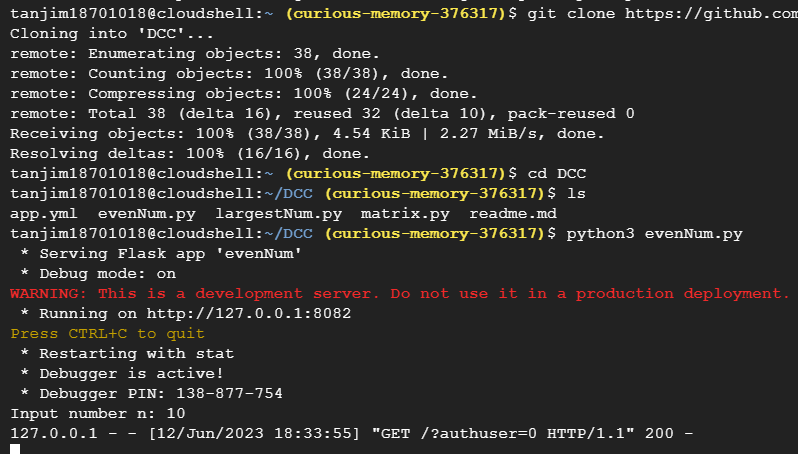 tanjim18701018@cloudshell:~ (curious-memory-376317)$ git clone https://github.com
Cloning into 'DCC'...
remote: Enumerating objects: 38, done.
remote: Counting objects: 100% (38/38), done.
remote: Compressing objects: 100% (24/24), done.
remote: Total 38 (delta 16), reused 32 (delta 10), pack-reused 0
Receiving objects: 100% (38/38), 4.54 KiB | 2.27 MiB/s, done.
Resolving deltas: 100% (16/16), done.
tanjim18701018@cloudshell:~ (curious-memory-376317)$ cd DCC
tanjim18701018@cloudshell:~/DCC (curious-memory-376317)$ ls
app.yml  evenNum.py  largestNum.py  matrix.py  readme.md
tanjim18701018@cloudshell:~/DCC (curious-memory-376317)$ python3 evenNum.py
 * Serving Flask app 'evenNum'
 * Debug mode: on
WARNING: This is a development server. Do not use it in a production deployment.
 * Running on http://127.0.0.1:8082
Press CTRL+C to quit
 * Restarting with stat
 * Debugger is active!
 * Debugger PIN: 138-877-754
Input number n: 10
127.0.0.1 - - [12/Jun/2023 18:33:55] "GET /?authuser=0 HTTP/1.1" 200 -